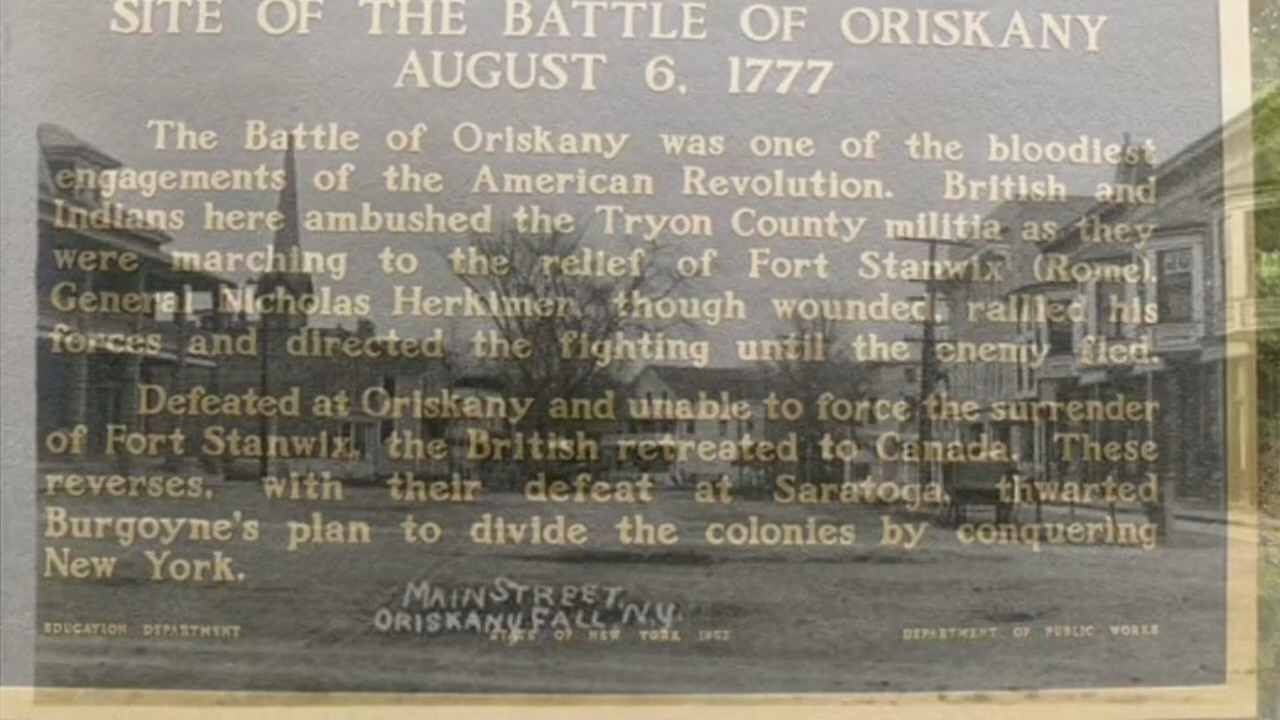 SITE OF THE BATTLE OF ORISKANY
AUGUST 6, 1777
The Battle of Oriskany was one of the bloodiest
engagements of the American Revolution. British and
Indians here ambushed the Tryon County militia as they
were marching to the relief of Fort Stanwix (Rome).
General Nicholas Herkimer, though wounded, rallied his
forces and directed the fighting until the enemy fled.
Defeated at Oriskany and unable to force the surrender
of Fort Stanwix, the British retreated to Canada. These
reverses, with their defeat at Saratoga, thwarted
Burgoyne's plan to divide the colonies by conquering
New York.
MAIN STREET,
ORISKANY FALL N.Y.
EDUCATION DEPARTMENT STATE OF NEW YORK DEPARTMENT OF PUBLIC WORKS